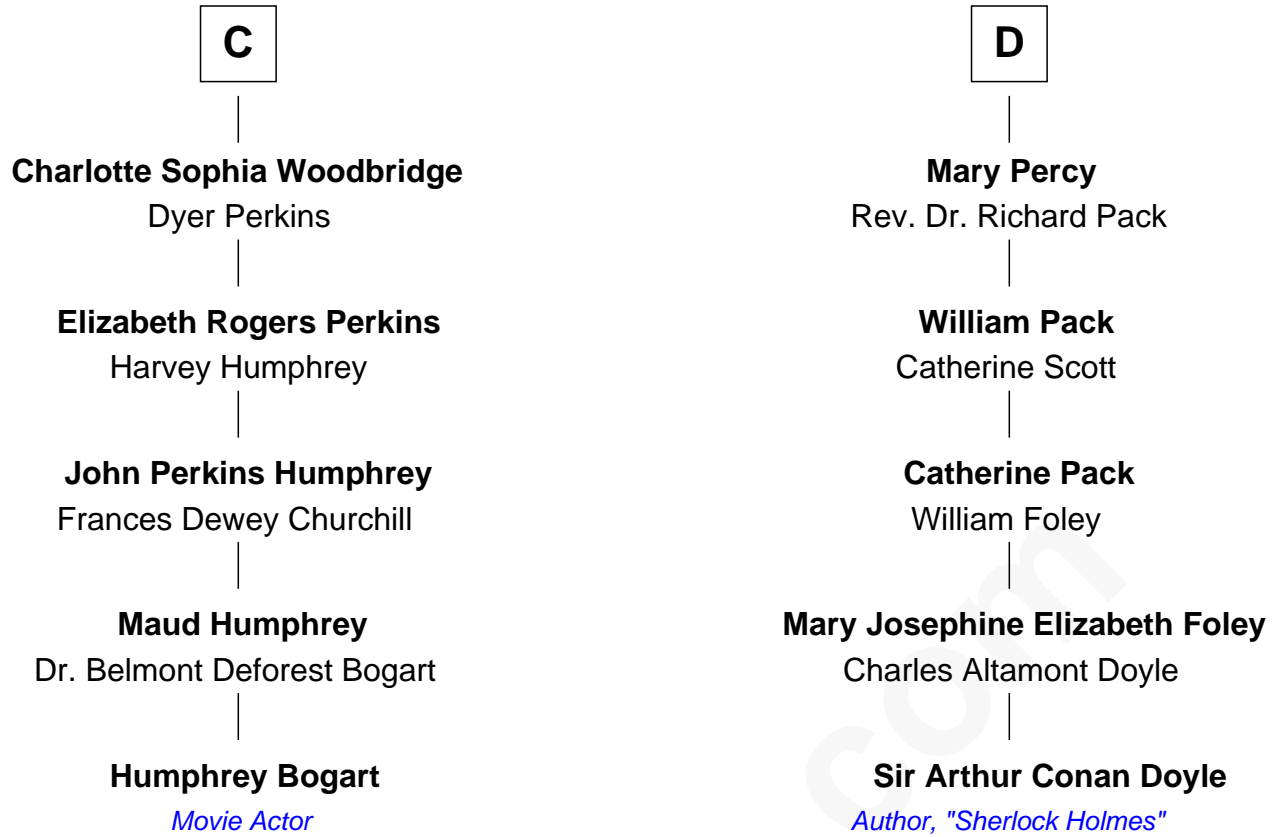 C
Charlotte Sophia Woodbridge
Dyer Perkins
Elizabeth Rogers Perkins
Harvey Humphrey
John Perkins Humphrey
Frances Dewey Churchill
Maud Humphrey
Dr. Belmont Deforest Bogart
Humphrey Bogart
Movie Actor
D
Mary Percy
Rev. Dr. Richard Pack
William Pack
Catherine Scott
Catherine Pack
William Foley
Mary Josephine Elizabeth Foley
Charles Altamont Doyle
Sir Arthur Conan Doyle
Author, "Sherlock Holmes"
com